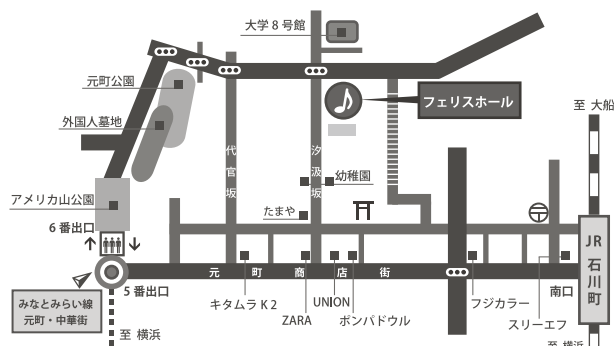 大学8号館
元町公園
フェリスホール
外国人墓地
至 大船
代官坂
汐汲坂
幼稚園
アメリカ山公園
たまや
6番出口
JR
石川町
元町商店街
5番出口
南口
みなとみらい線
元町・中華街
キタムラK2
UNION
フジカラー
ZARA
ポンパドウル
スリーエフ
至 横浜
至 横浜